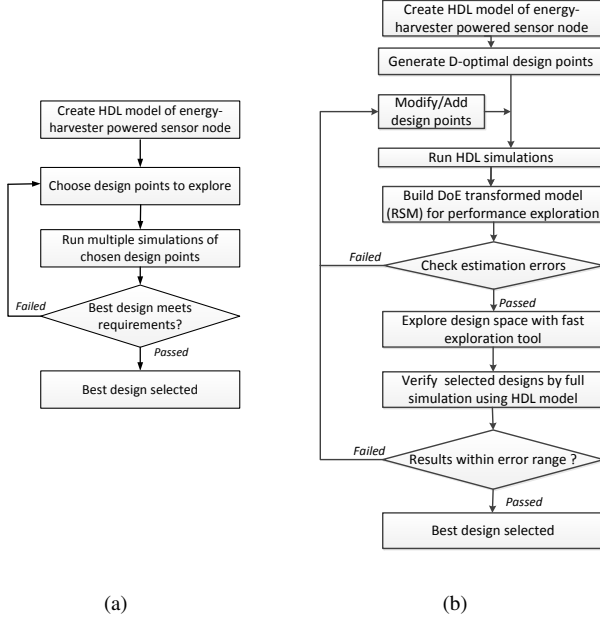 Create HDL model of energy-
harvester powered sensor node
Choose design points to explore
Run multiple simulations of
chosen design points
Failed
Best design meets
requirements?
Passed
Best design selected
(a)
Create HDL model of energy-
harvester powered sensor node
Generate D-optimal design points
Modify/Add
design points
Run HDL simulations
Build DoE transformed model
(RSM) for performance exploration
Failed
Check estimation errors
Passed
Explore design space with fast
exploration tool
Verify selected designs by full
simulation using HDL model
Failed
Results within error range ?
Passed
Best design selected
(b)